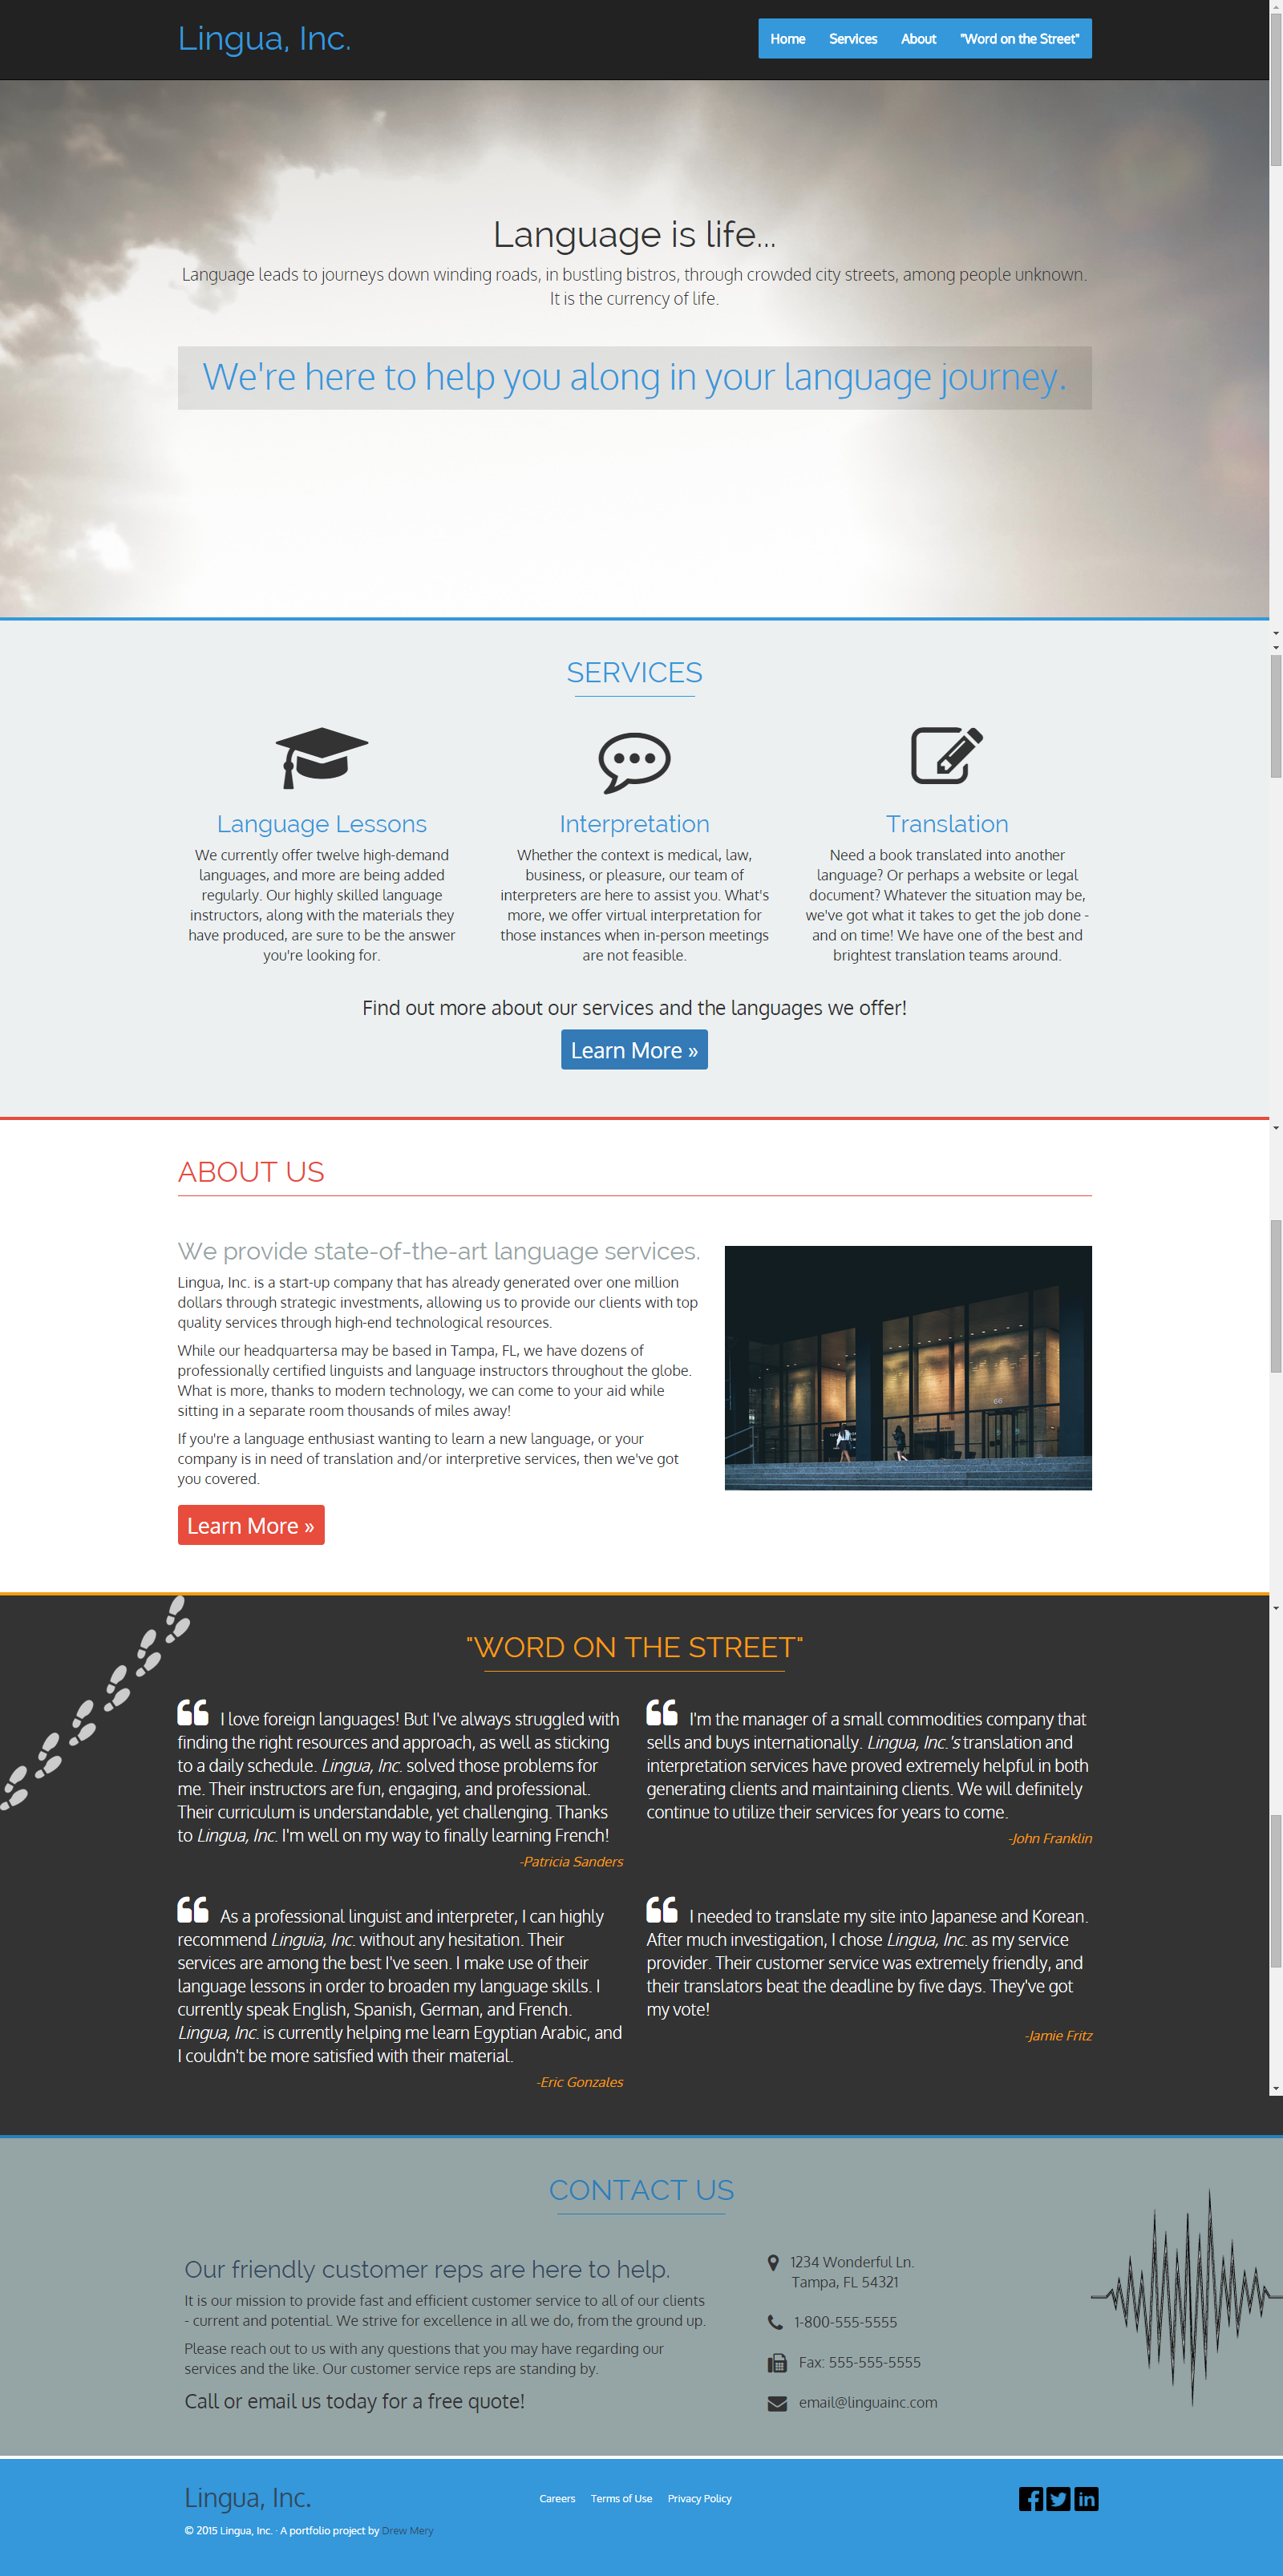 Lingua, Inc.
Home Services About "Word on the Street"
Language is life...
Language leads to journeys down winding roads, in bustling bistros, through crowded city streets, among people unknown.
It is the currency of life.
We're here to help you along in your language journey.
SERVICES
Language Lessons
We currently offer twelve high-demand
languages, and more are being added
regularly. Our highly skilled language
instructors, along with the materials they
have produced, are sure to be the answer
you're looking for.
Interpretation
Whether the context is medical, law,
business, or pleasure, our team of
interpreters are here to assist you. What's
more, we offer virtual interpretation for
those instances when in-person meetings
are not feasible.
Translation
Need a book translated into another
language? Or perhaps a website or legal
document? Whatever the situation may be,
we've got what it takes to get the job done -
and on time! We have one of the best and
brightest translation teams around.
Find out more about our services and the languages we offer!
Learn More »
ABOUT US
We provide state-of-the-art language services.
Lingua, Inc. is a start-up company that has already generated over one million
dollars through strategic investments, allowing us to provide our clients with top
quality services through high-end technological resources.
While our headquartersa may be based in Tampa, FL, we have dozens of
professionally certified linguists and language instructors throughout the globe.
What is more, thanks to modern technology, we can come to your aid while
sitting in a separate room thousands of miles away!
If you're a language enthusiast wanting to learn a new language, or your
company is in need of translation and/or interpretive services, then we've got
you covered.
Learn More »
66
"WORD ON THE STREET"
I love foreign languages! But I've always struggled with
finding the right resources and approach, as well as sticking
to a daily schedule. Lingua, Inc. solved those problems for
me. Their instructors are fun, engaging, and professional.
Their curriculum is understandable, yet challenging. Thanks
to Lingua, Inc. I'm well on my way to finally learning French!
-Patricia Sanders
I'm the manager of a small commodities company that
sells and buys internationally. Lingua, Inc.'s translation and
interpretation services have proved extremely helpful in both
generating clients and maintaining clients. We will definitely
continue to utilize their services for years to come.
-John Franklin
As a professional linguist and interpreter, I can highly
recommend Linguia, Inc. without any hesitation. Their
services are among the best I've seen. I make use of their
language lessons in order to broaden my language skills. I
currently speak English, Spanish, German, and French.
Lingua, Inc. is currently helping me learn Egyptian Arabic, and
I couldn't be more satisfied with their material.
-Eric Gonzales
I needed to translate my site into Japanese and Korean.
After much investigation, I chose Lingua, Inc. as my service
provider. Their customer service was extremely friendly, and
their translators beat the deadline by five days. They've got
my vote!
-Jamie Fritz
CONTACT US
Our friendly customer reps are here to help.
It is our mission to provide fast and efficient customer service to all of our clients
- current and potential. We strive for excellence in all we do, from the ground up.
Please reach out to us with any questions that you may have regarding our
services and the like. Our customer service reps are standing by.
Call or email us today for a free quote!
1234 Wonderful Ln.
Tampa, FL 54321
1-800-555-5555
Fax: 555-555-5555
email@linguainc.com
Lingua, Inc.
© 2015 Lingua, Inc. · A portfolio project by Drew Mery
Careers Terms of Use Privacy Policy